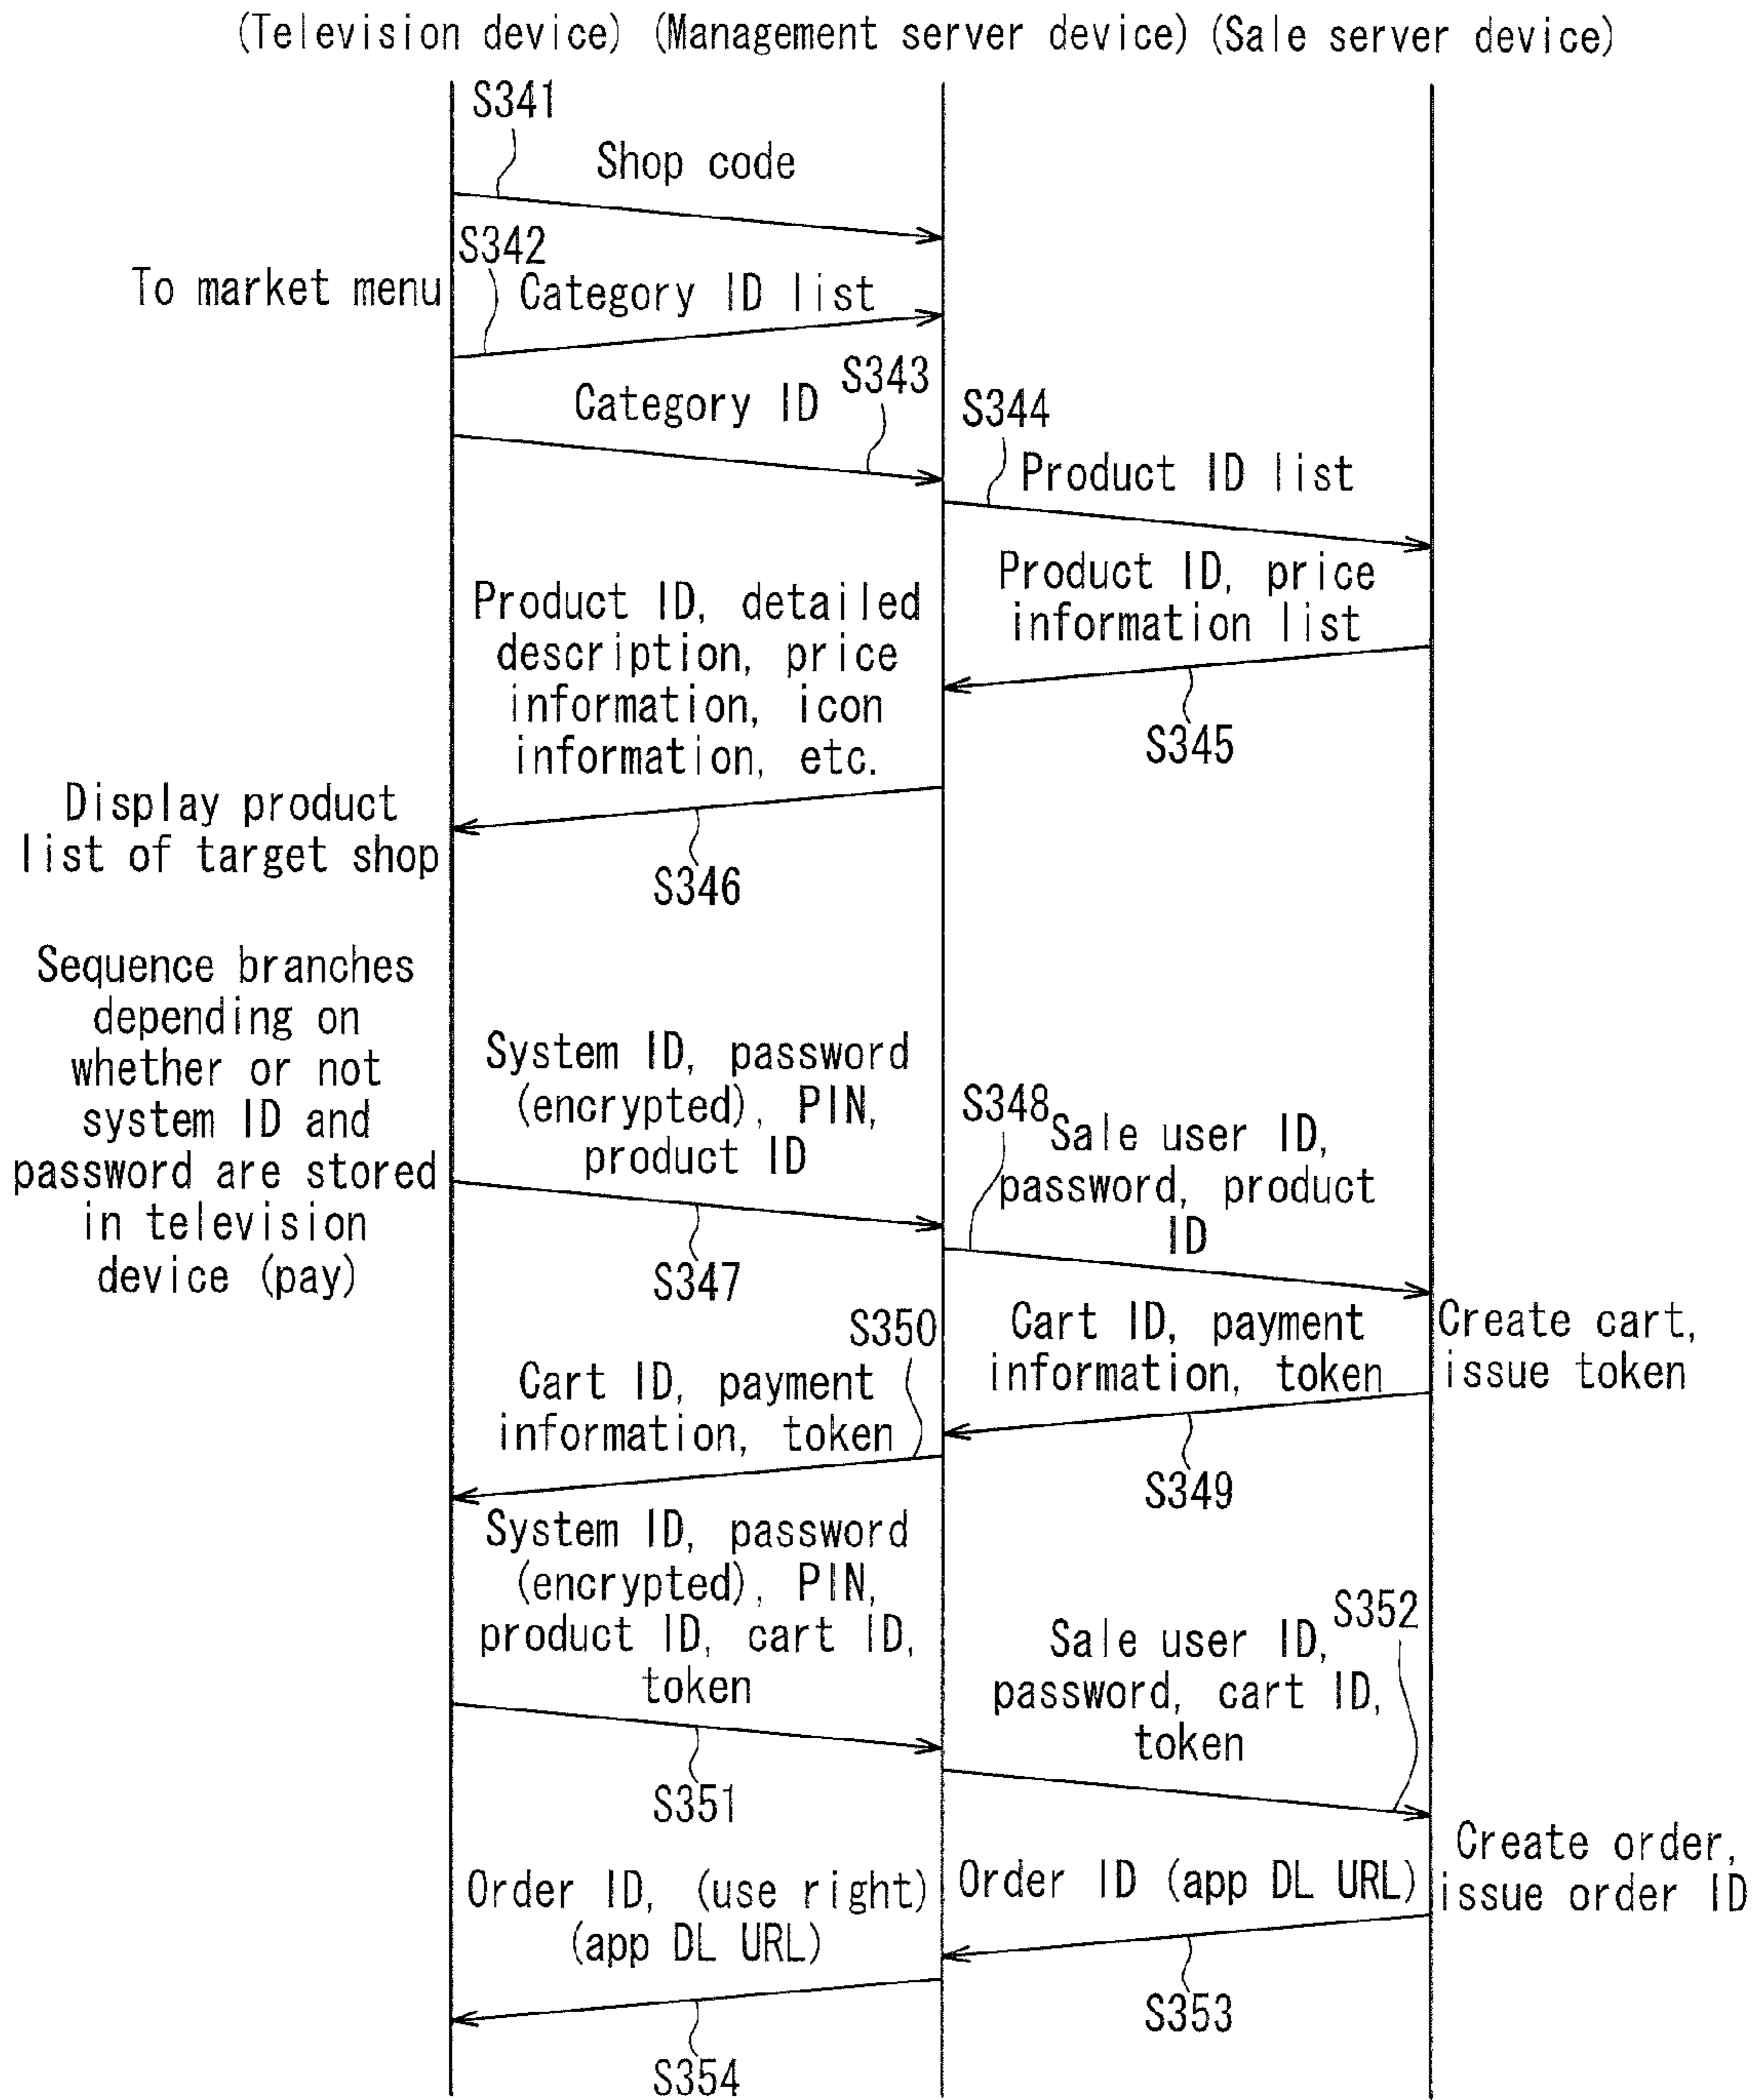 (Television device) (Management server device) (Sale server device)
S341
Shop code
S342
To market menu
Category ID list
S343
Category ID
S344
Product ID list
Product ID, price
information list
S345
Product ID, detailed
description, price
information, icon
information, etc.
Display product
list of target shop
S346
Sequence branches
depending on
whether or not
system ID and
password are stored
in television
device (pay)
System ID, password
(encrypted), PIN,
product ID
S347
S348
Sale user ID,
password, product
ID
Create cart,
issue token
Cart ID, payment
information, token
S349
S350
Cart ID, payment
information, token
System ID, password
(encrypted), PIN,
product ID, cart ID,
token
S351
S352
Sale user ID,
password, cart ID,
token
Create order,
issue order ID
Order ID (app DL URL)
S353
Order ID, (use right)
(app DL URL)
S354